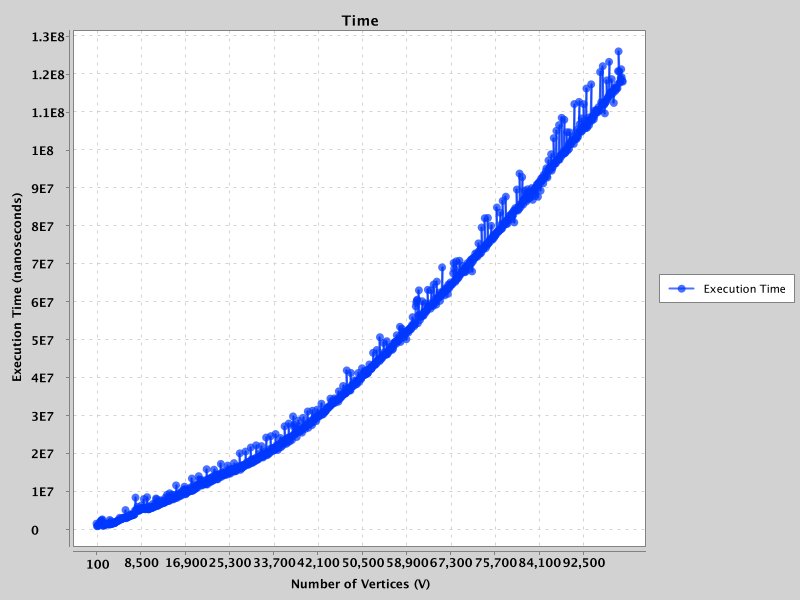 Time
1.3E8
1.2E8
1.1E8
1E8
9E7
8E7
7E7
6E7
5E7
4E7
3E7
2E7
1E7
0
Execution Time (nanoseconds)
100 8,500 16,900 25,300 33,700 42,100 50,500 58,900 67,300 75,700 84,100 92,500
Number of Vertices (V)
Execution Time